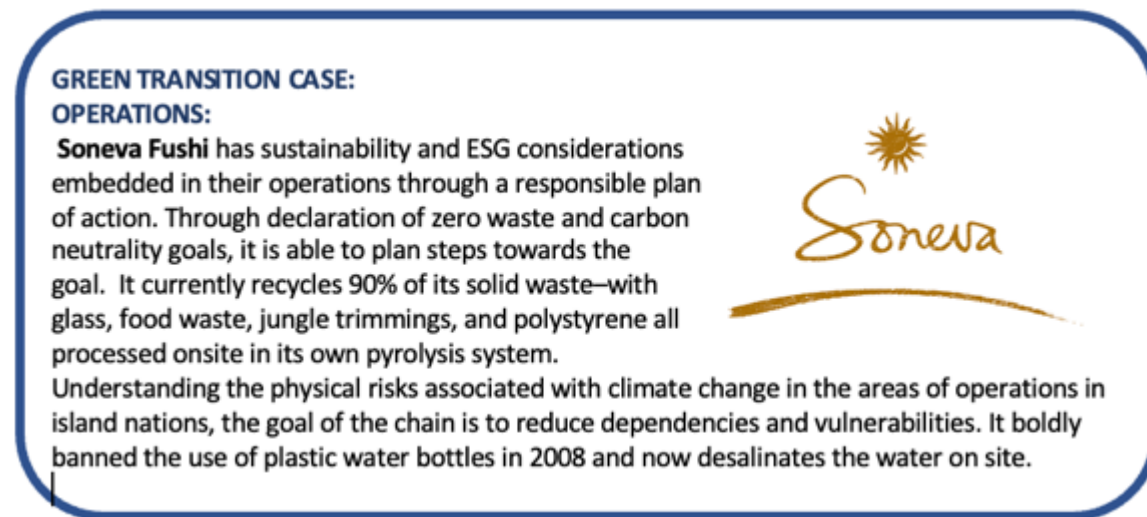 GREEN TRANSITION CASE:
OPERATIONS:
Soneva Fushi has sustainability and ESG considerations
embedded in their operations through a responsible plan
of action. Through declaration of zero waste and carbon
neutrality goals, it is able to plan steps towards the
goal.  It currently recycles 90% of its solid waste–with
glass, food waste, jungle trimmings, and polystyrene all
processed onsite in its own pyrolysis system.
Understanding the physical risks associated with climate change in the areas of operations in
island nations, the goal of the chain is to reduce dependencies and vulnerabilities. It boldly
banned the use of plastic water bottles in 2008 and now desalinates the water on site.
Soneva